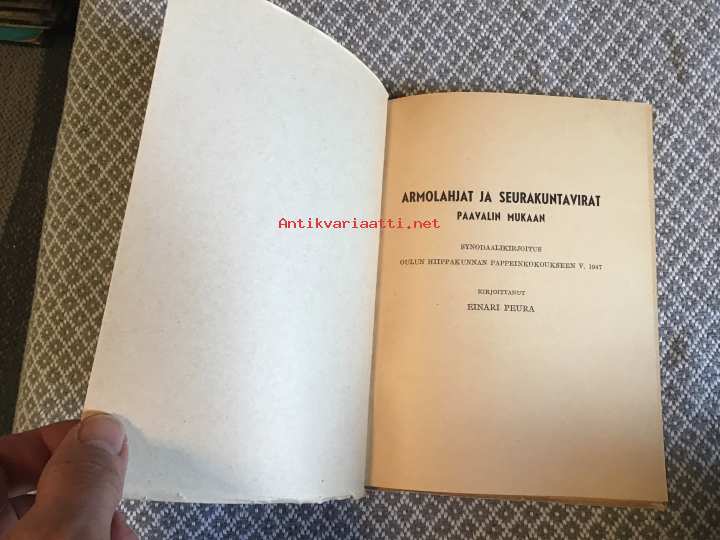 ARMOLAHJAT JA SEURAKUNTAVIRAT
PAAVALIN MUKAAN
Antikvariaatti.net
SYNODAALIKIRJOITUS
OULUN HIIPPAKUNNAN PAPPEINKOKOUKSEEN V. 1947
KIRJOITTANUT
EINARI PEURA